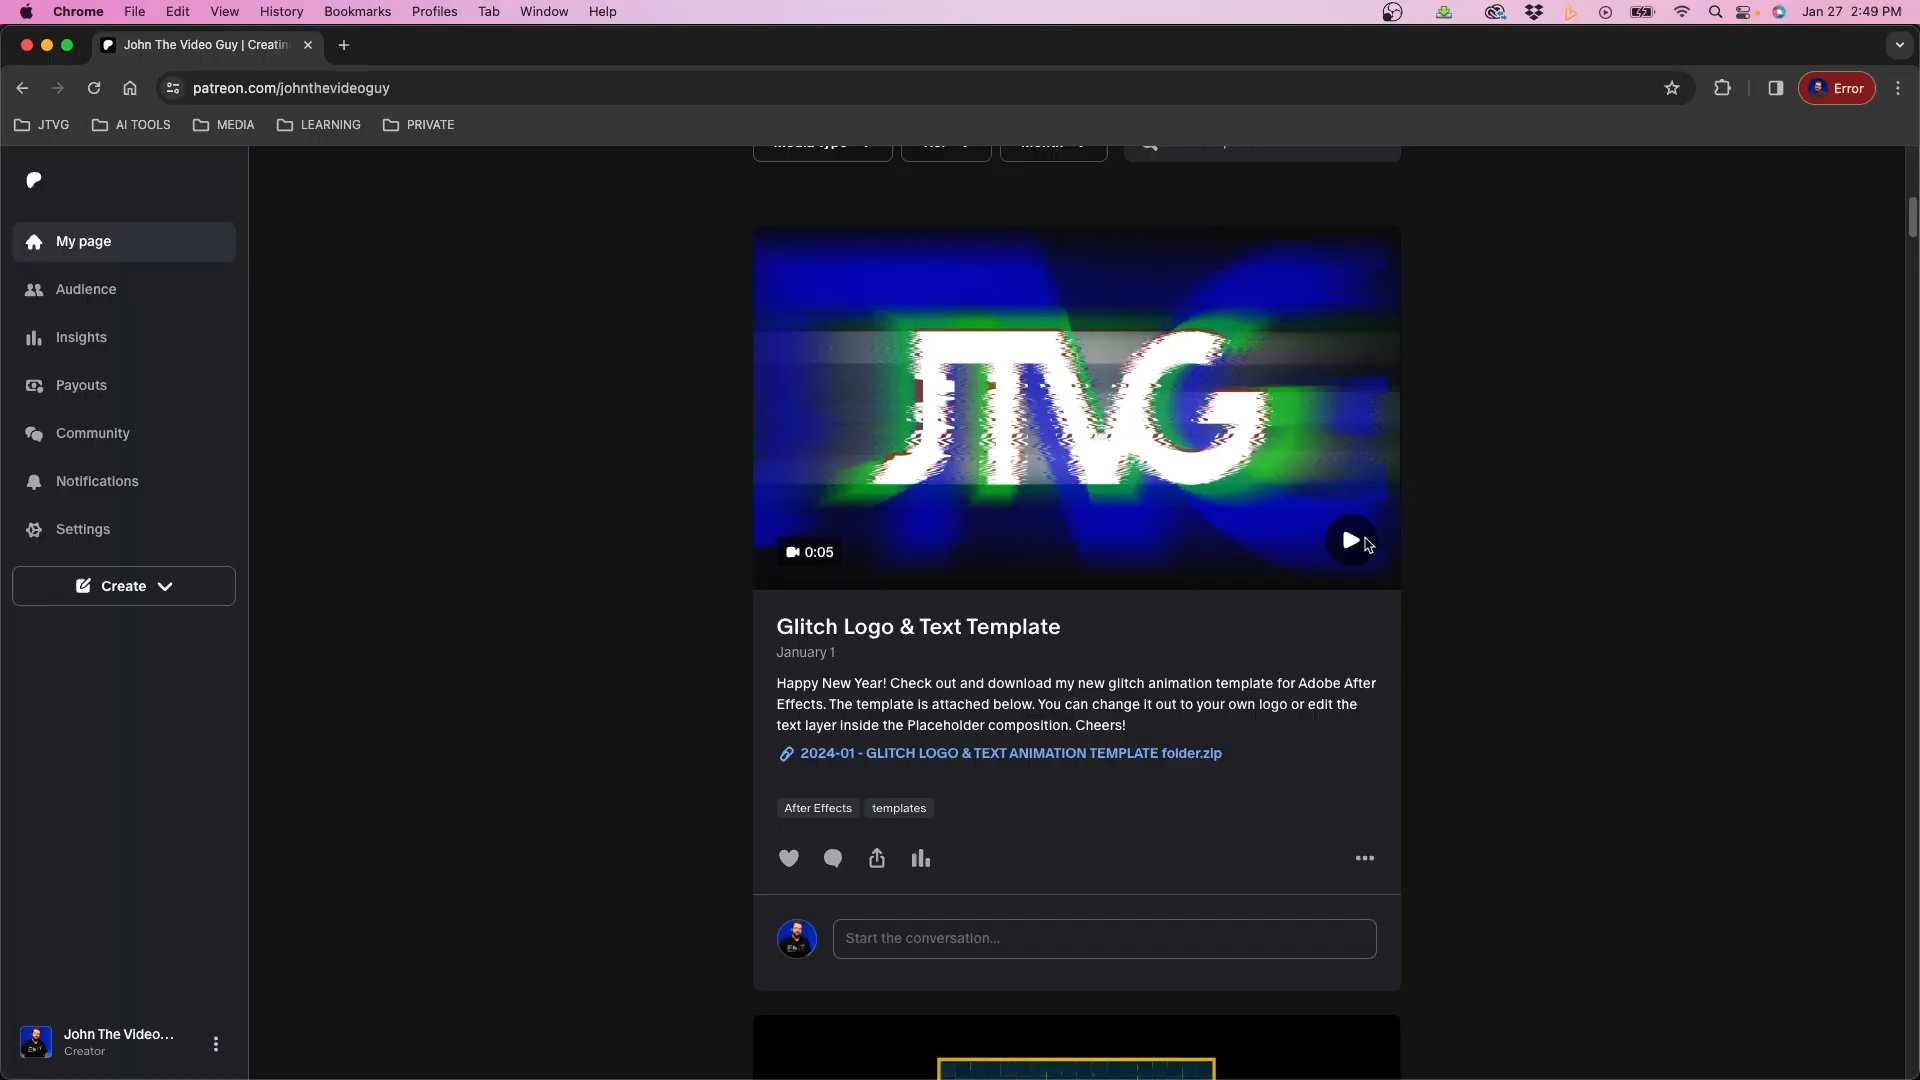 Chrome File Edit View History Bookmarks Profiles Tab Window Help Jan 27 2:49 PM
John The Video Guy | Creatin
patreon.com/johnthevideoguy
Error
JTVG AI TOOLS MEDIA LEARNING PRIVATE
My page
Audience
Insights
Payouts
Community
Notifications
Settings
Create
John The Video...
Creator
JTVG
0:05
Glitch Logo & Text Template
January 1
Happy New Year! Check out and download my new glitch animation template for Adobe After
Effects. The template is attached below. You can change it out to your own logo or edit the
text layer inside the Placeholder composition. Cheers!
2024-01 - GLITCH LOGO & TEXT ANIMATION TEMPLATE folder.zip
After Effects templates
Start the conversation...